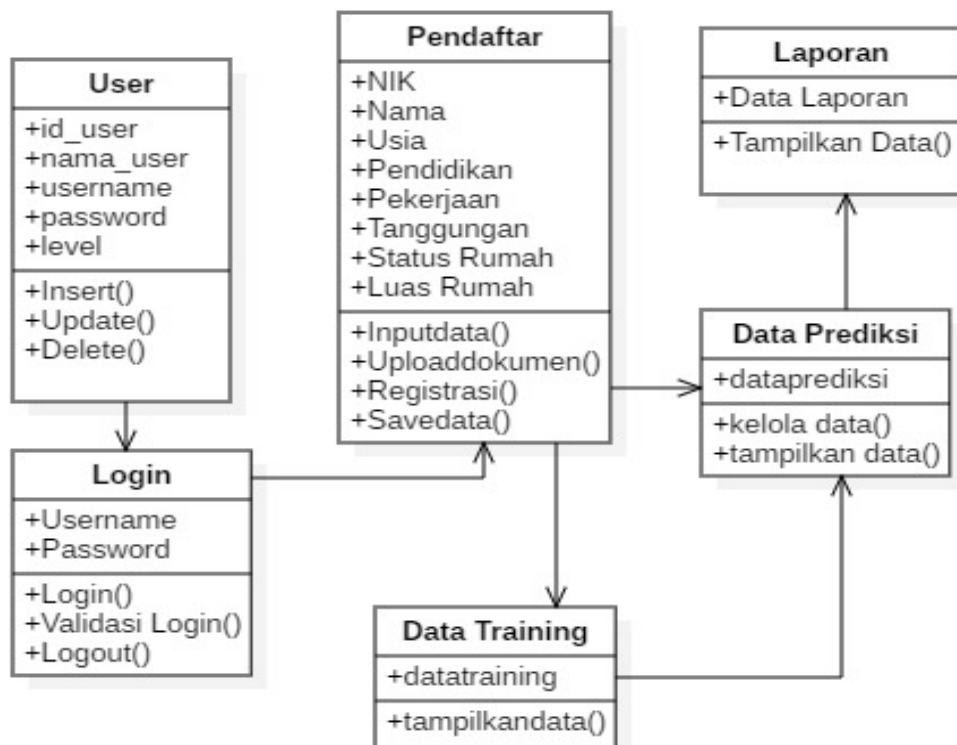 User
+id_user
+nama_user
+username
+password
+level
+Insert()
+Update()
+Delete()
Login
+Username
+Password
+Login()
+Validasi Login()
+Logout()
Pendaftar
+NIK
+Nama
+Usia
+Pendidikan
+Pekerjaan
+Tanggungan
+Status Rumah
+Luas Rumah
+Inputdata()
+Uploaddokumen()
+Registrasi()
+Savedata()
Data Training
+datatraining
+tampilkandata()
Laporan
+Data Laporan
+Tampilkan Data()
Data Prediksi
+dataprediksi
+kelola data()
+tampilkan data()